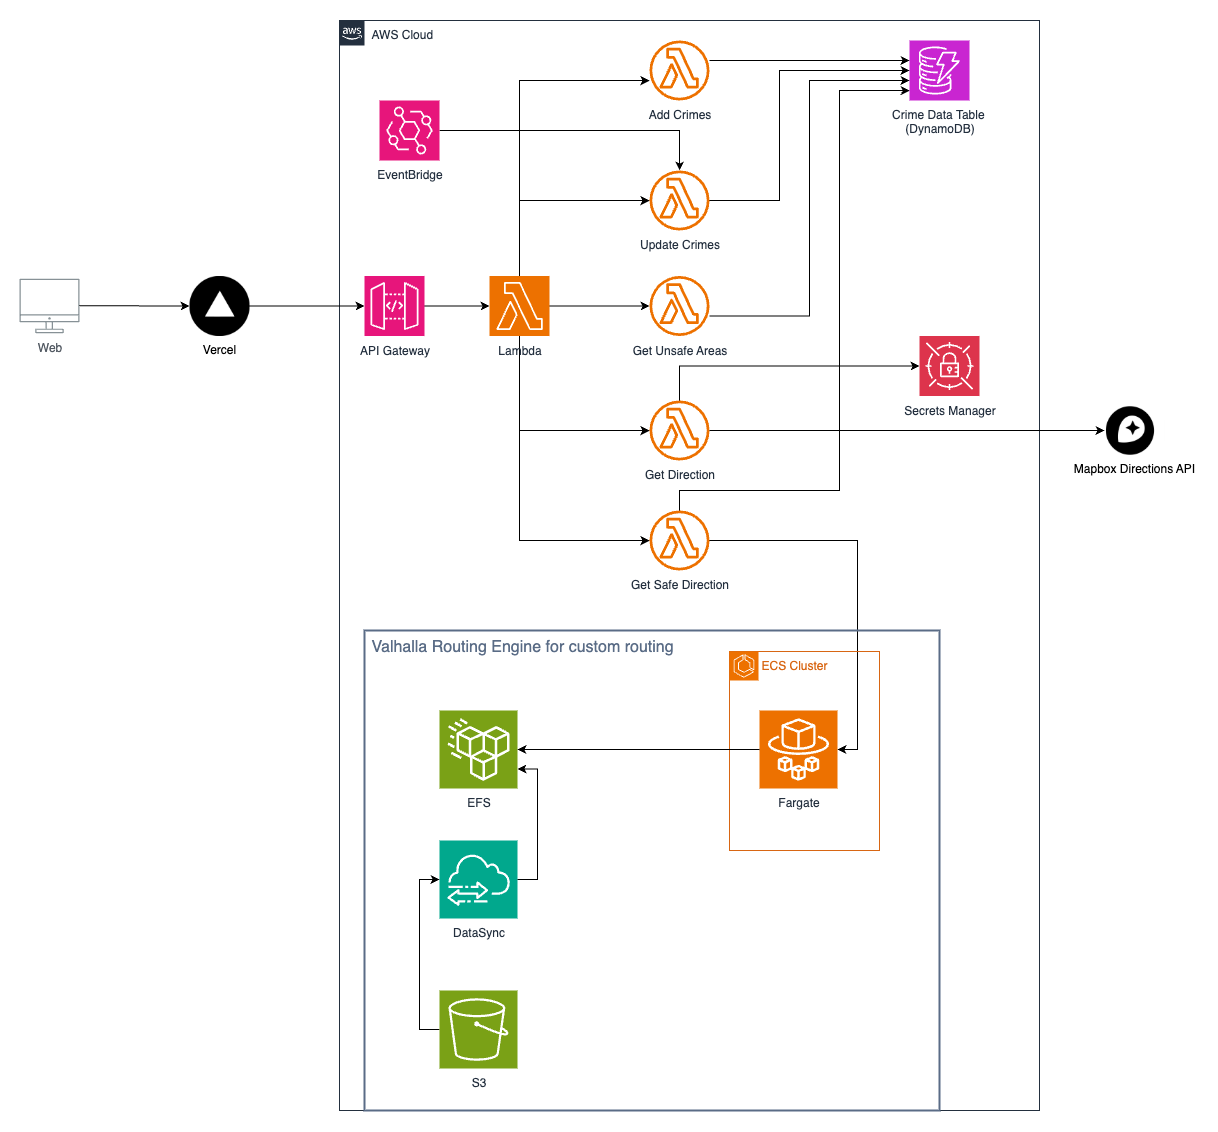 aws
AWS Cloud
Add Crimes
Crime Data Table
(DynamoDB)
EventBridge
Update Crimes
Web
Vercel
API Gateway
Lambda
Get Unsafe Areas
Secrets Manager
Get Direction
Mapbox Directions API
Get Safe Direction
Valhalla Routing Engine for custom routing
ECS Cluster
EFS
Fargate
DataSync
S3